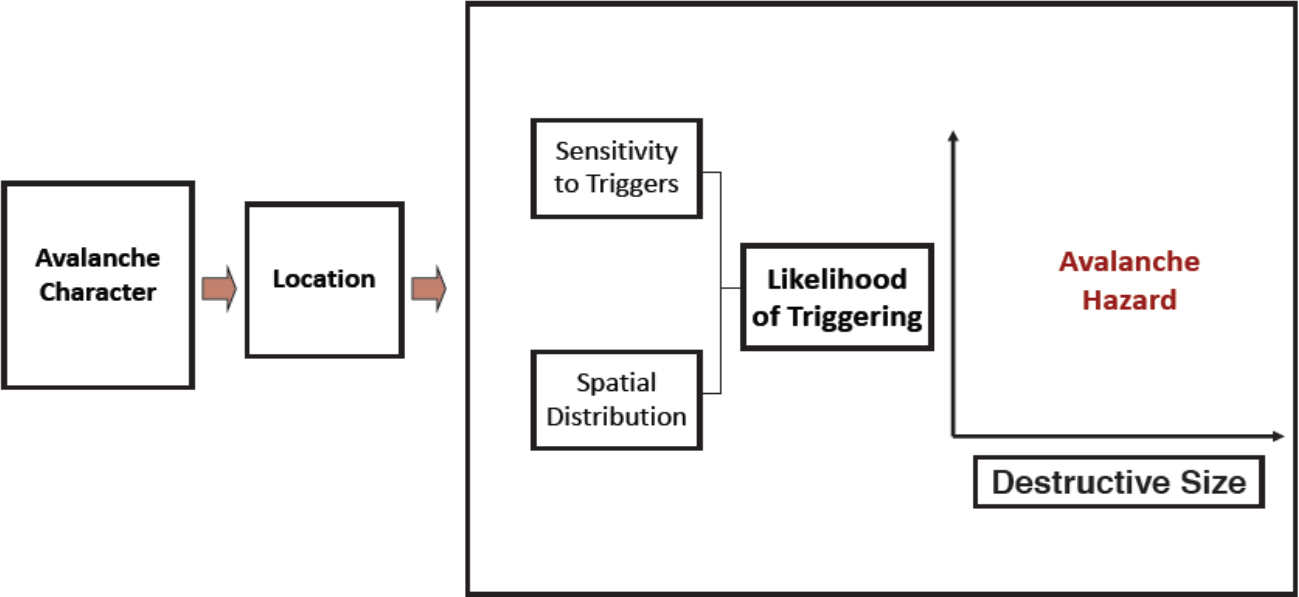 Avalanche
Character
Location
Sensitivity
to Triggers
Spatial
Distribution
Likelihood
of Triggering
Avalanche
Hazard
Destructive Size